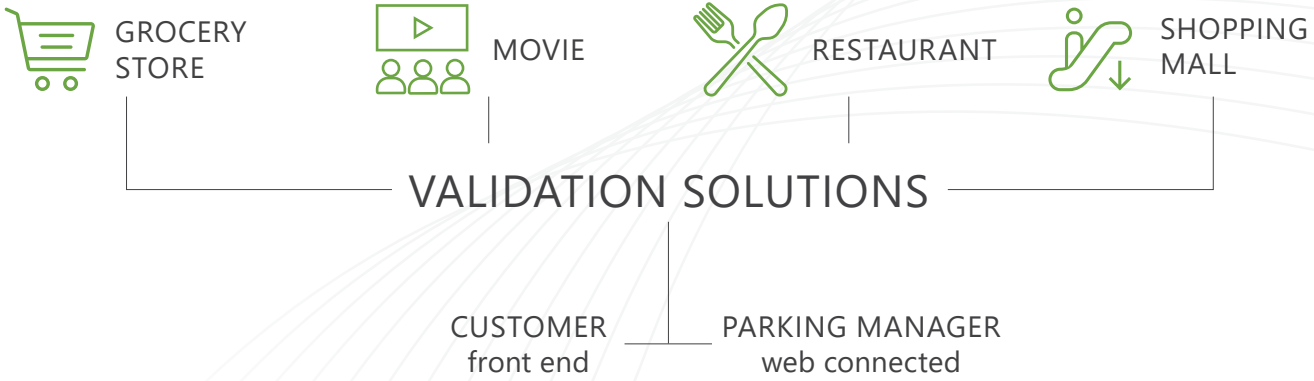 GROCERY
STORE
MOVIE
RESTAURANT
SHOPPING
MALL
VALIDATION SOLUTIONS
CUSTOMER
front end
PARKING MANAGER
web connected